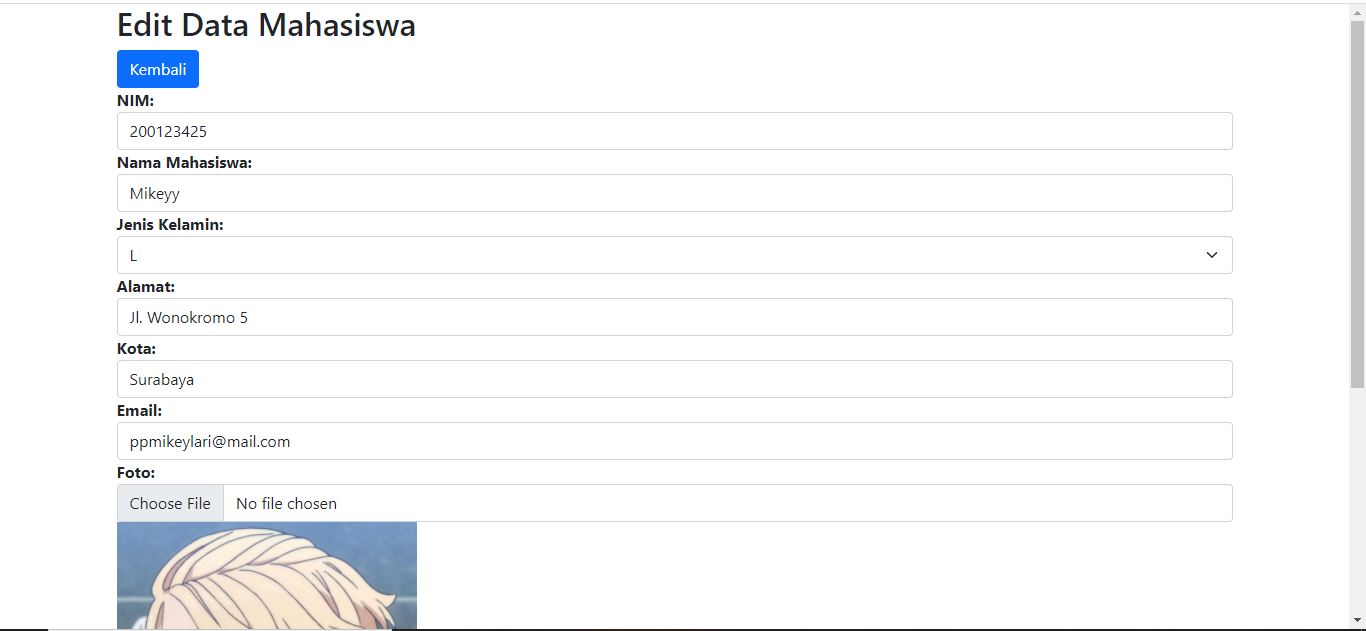 Edit Data Mahasiswa
Kembali
NIM:
200123425
Nama Mahasiswa:
Mikeyy
Jenis Kelamin:
L
Alamat:
Jl. Wonokromo 5
Kota:
Surabaya
Email:
ppmikeylari@mail.com
Foto:
Choose File No file chosen